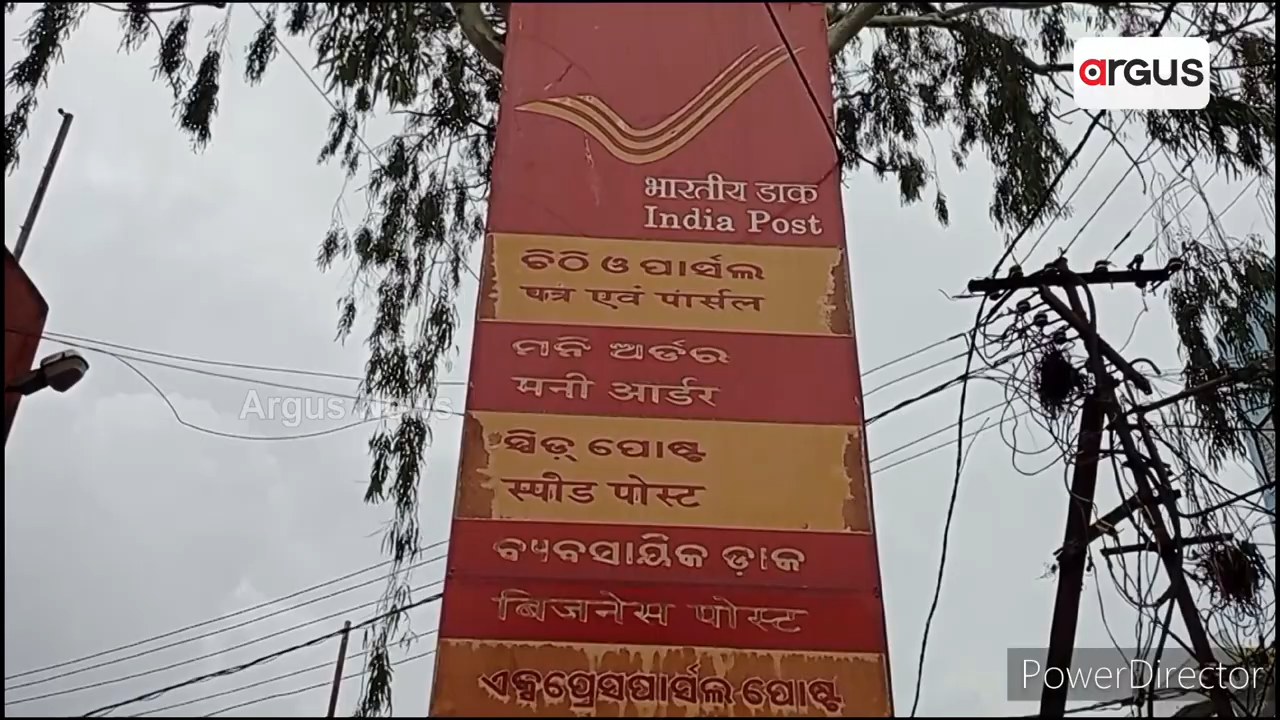 argus
भारतीय डाक
India Post
ଚିଠି ଓ ପାର୍ସଲ
पत्र एवं पार्सल
ମନି ଅର୍ଡର
मनी आर्डर
Argus News
ସ୍ପିଡ୍ ପୋଷ୍ଟ
स्पीड पोस्ट
ବ୍ୟବସାୟିକ ଡ଼ାକ
बिजनेस पोस्ट
ଏକ୍ସପ୍ରେସପାର୍ସଲ ପୋଷ୍ଟ
PowerDirector